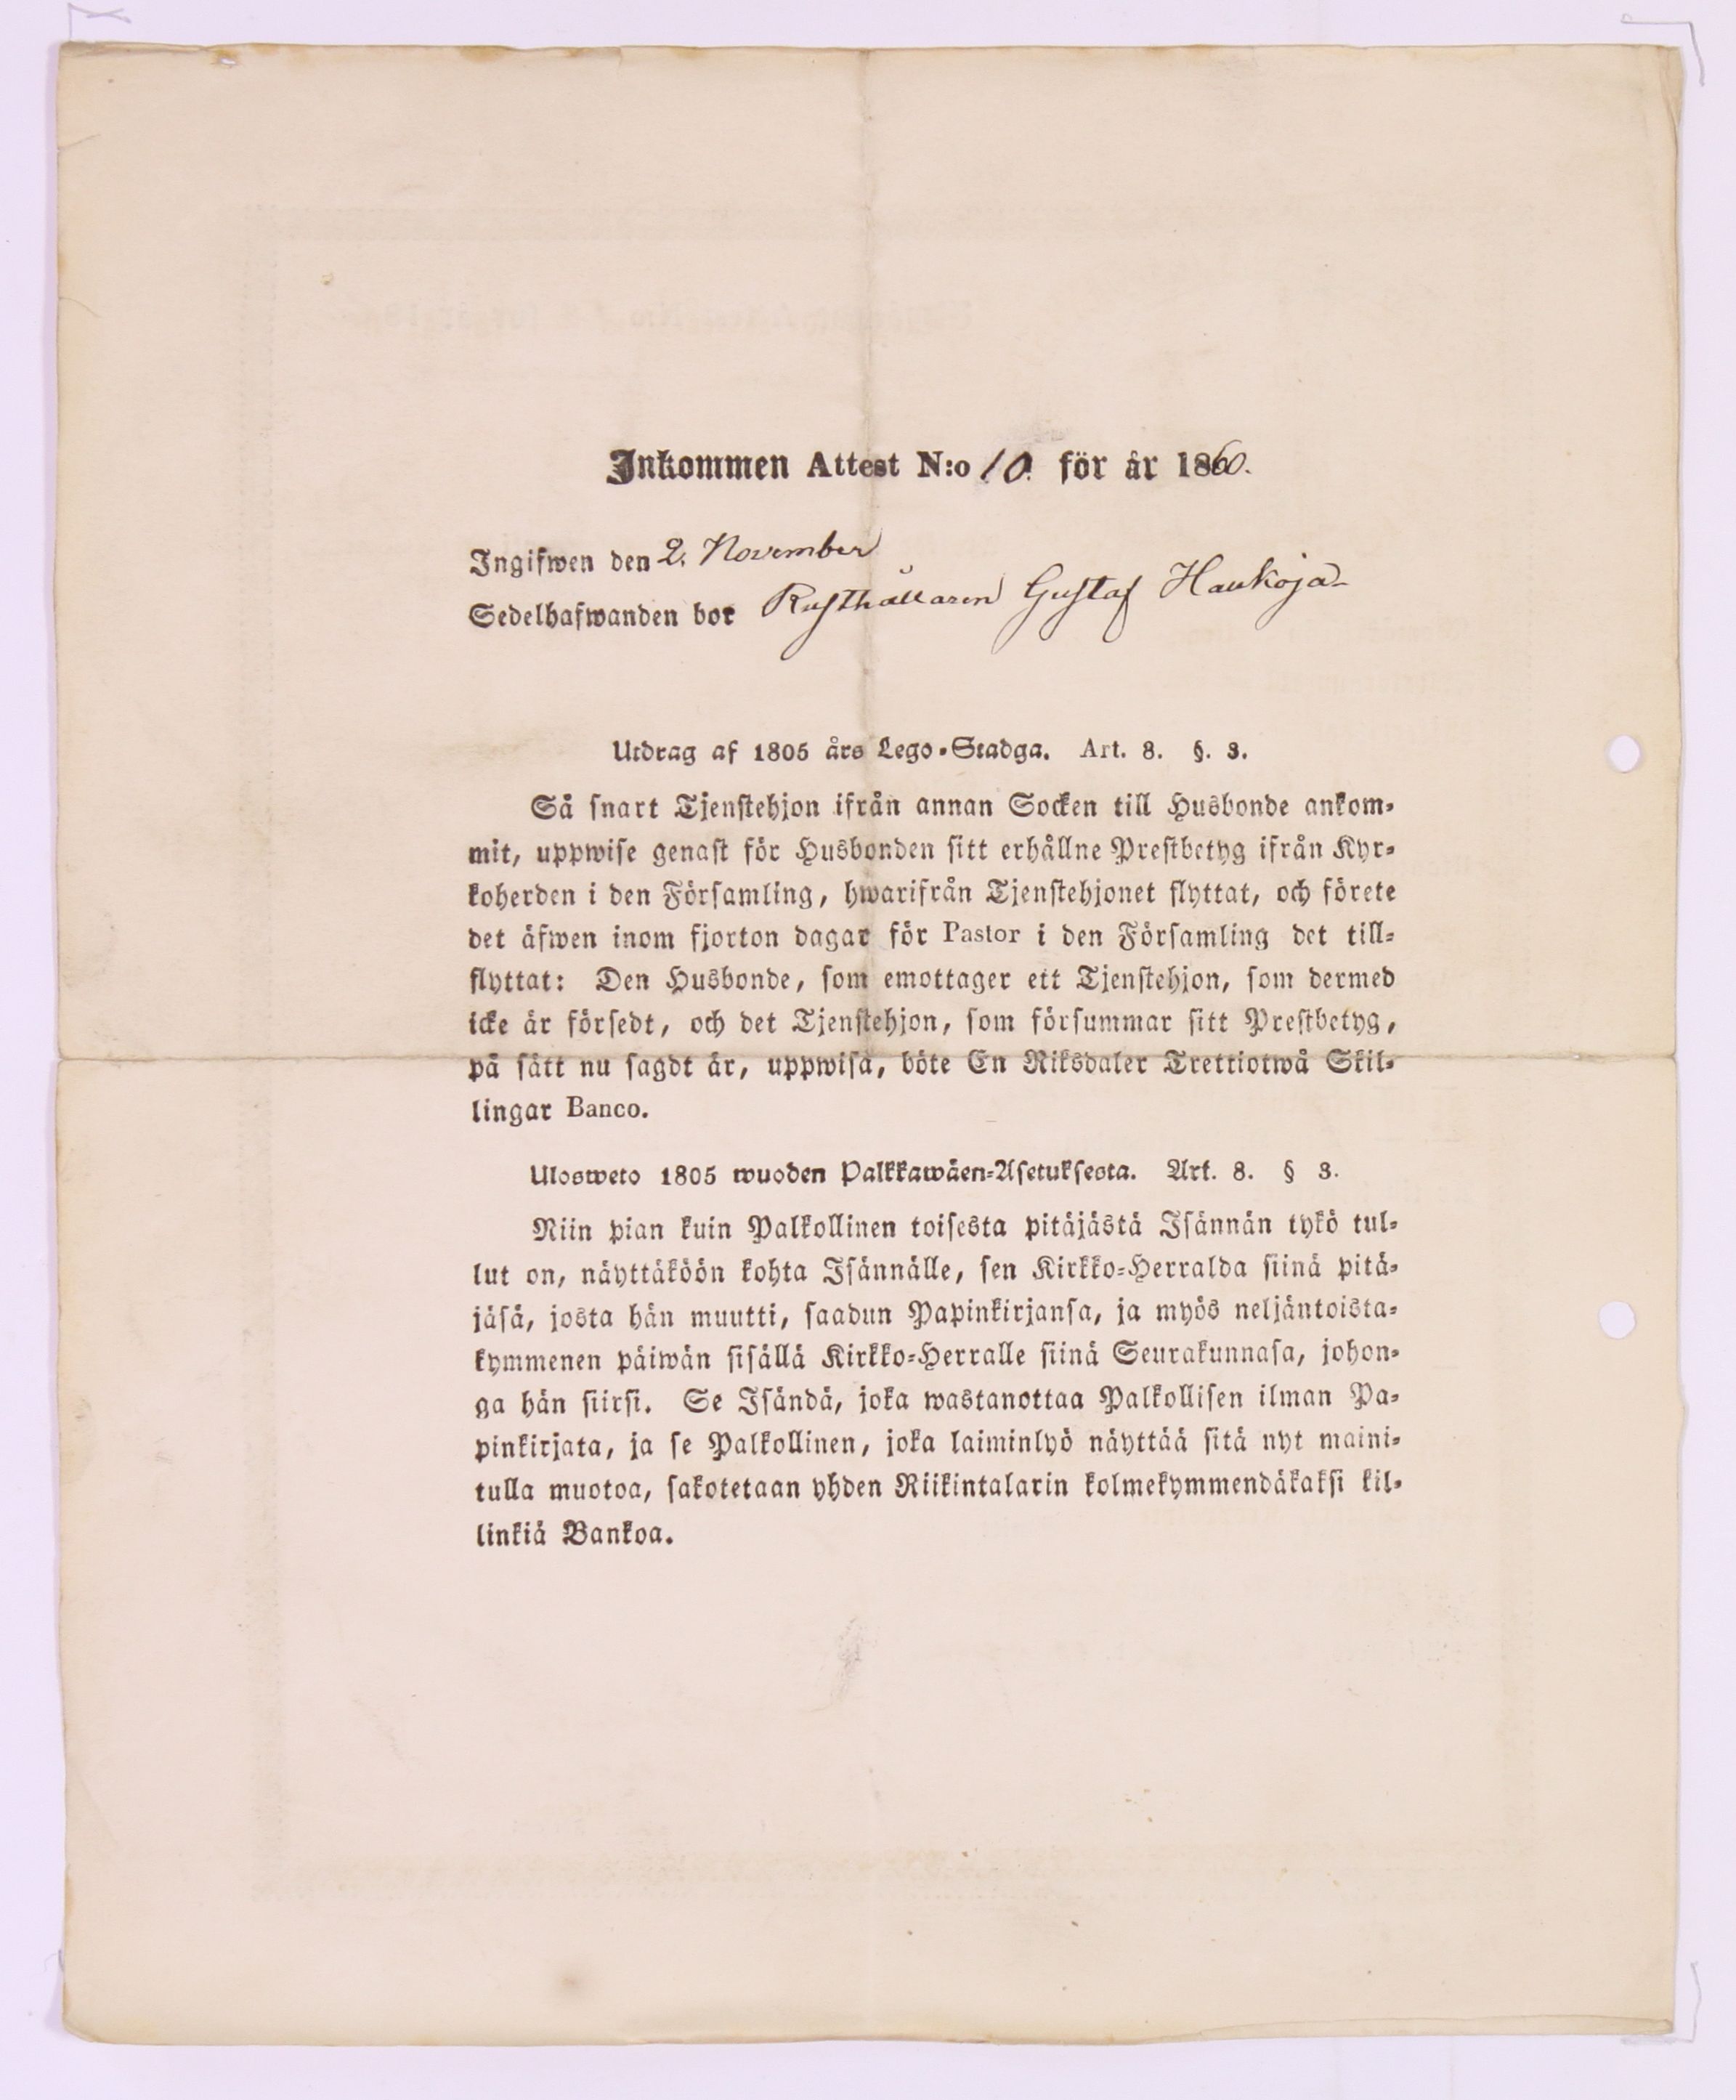 Inkommen Attest N:o 10. för år 1860.
Ingifwen den 2. November
Sedelhafwanden bor Rusthållaren Gustaf Haukoja
Utdrag af 1805 års Lego-Stadga. Art. 8. §. 3.
Så snart Tjenstehjon ifrån annan Socken till Husbonde ankom-
mit, uppwise genast för Husbonden sitt erhållne Prestbetyg ifrån Kyr-
koherden i den Församling, hwarifrån Tjenstehjonet flyttat, och förete
det äfwen inom fjorton dagar för Pastor i den Församling det till-
flyttat: Den Husbonde, som emottager ett Tjenstehjon, som dermed
icke är försedt, och det Tjenstehjon, som försummar sitt Prestbetyg,
på sätt nu sagdt är, uppwisa, böte En Riksdaler Trettiotwå Skil-
lingar Banco.
Ulosweto 1805 wuoden Palkkawäen-Asetuksesta. Art. 8. § 3.
Niin pian kuin Palkollinen toisesta pitäjästä Isännän tykö tul-
lut on, näyttäköön kohta Isännälle, sen Kirkko-Herralda siinä pitä-
jäsä, josta hän muutti, saadun Papinkirjansa, ja myös neljäntoista-
kymmenen päiwän sisällä Kirkko-Herralle siinä Seurakunnasa, johon-
ga hän siirsi. Se Isändä, joka wastanottaa Palkollisen ilman Pa-
pinkirjata, ja se Palkollinen, joka laiminlyö näyttää sitä nyt maini-
tulla muotoa, sakotetaan yhden Riikintalarin kolmekymmendäkaksi kil-
linkiä Bankoa.